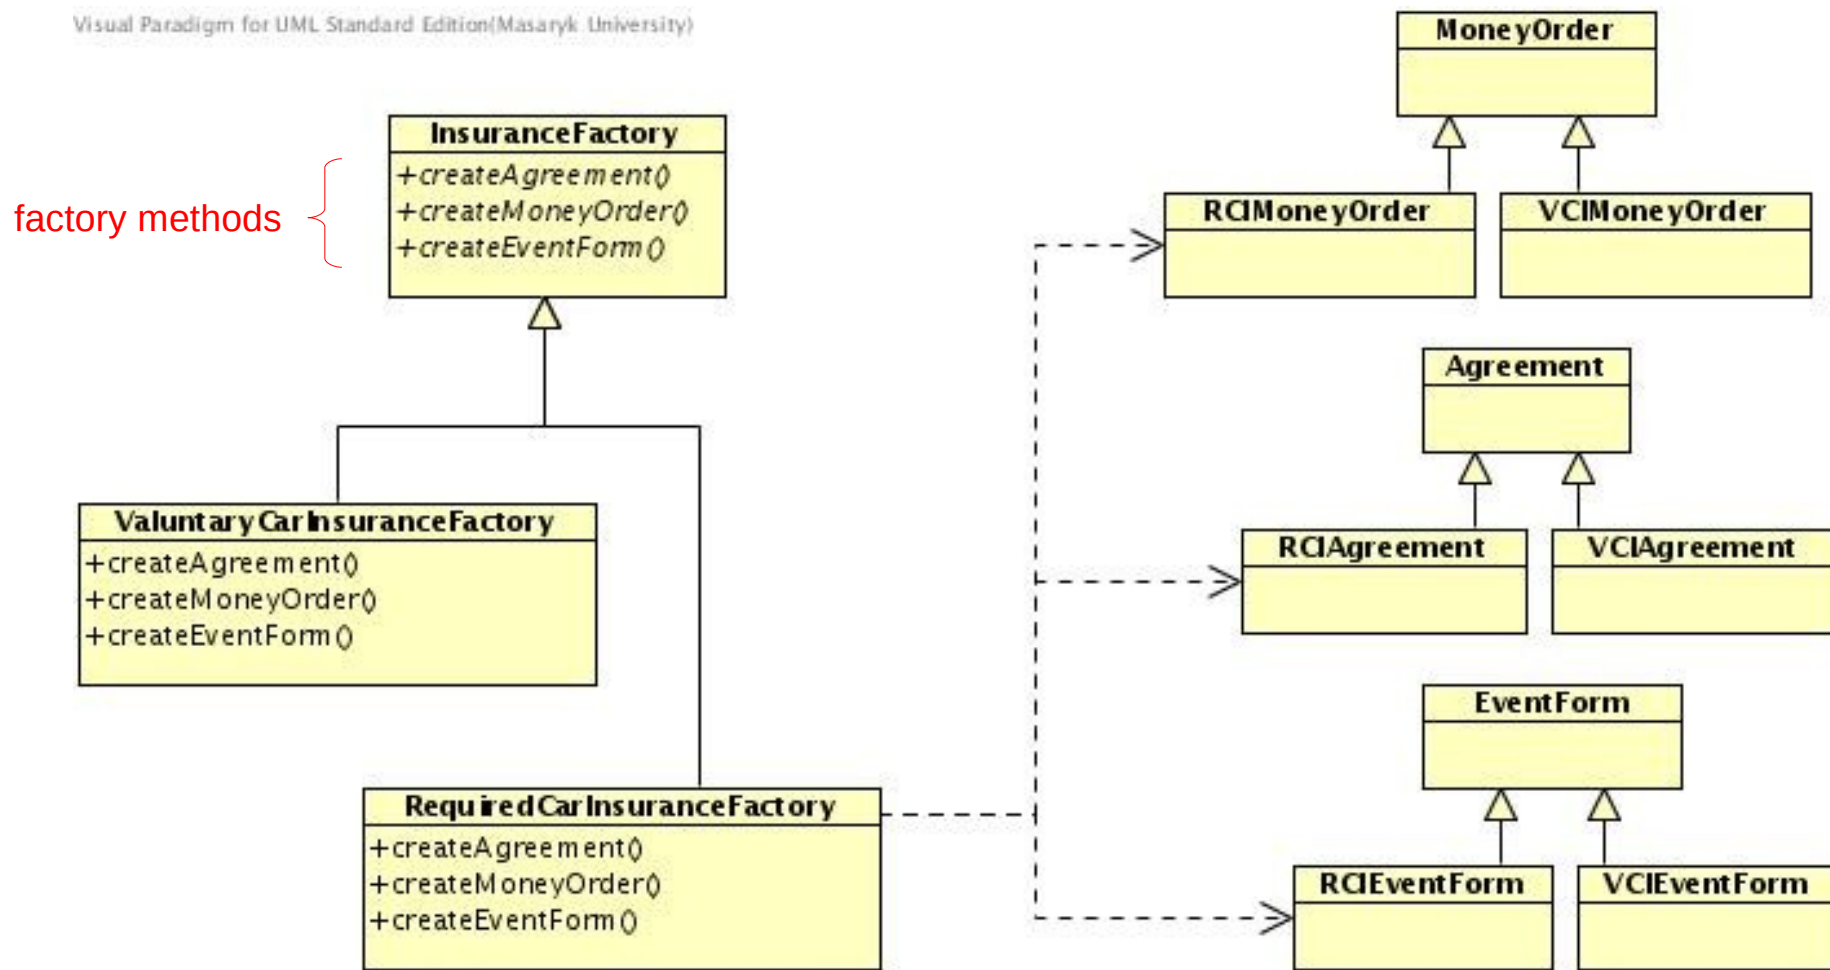 Visual Paradigm for UML Standard Edition(Masaryk University)
MoneyOrder
InsuranceFactory
+createAgreement()
+createMoneyOrder()
+createEventForm()
factory methods
RCIMoneyOrder
VCIMoneyOrder
Agreement
RCIAgreement
VCIAgreement
ValuntaryCarInsuranceFactory
+createAgreement()
+createMoneyOrder()
+createEventForm()
EventForm
RCIEventForm
VCIEventForm
RequiredCarInsuranceFactory
+createAgreement()
+createMoneyOrder()
+createEventForm()